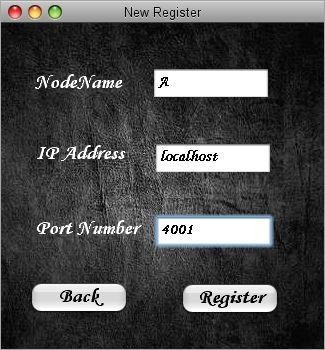 New Register
NodeName A
IP Address localhost
Port Number 4001
Back Register